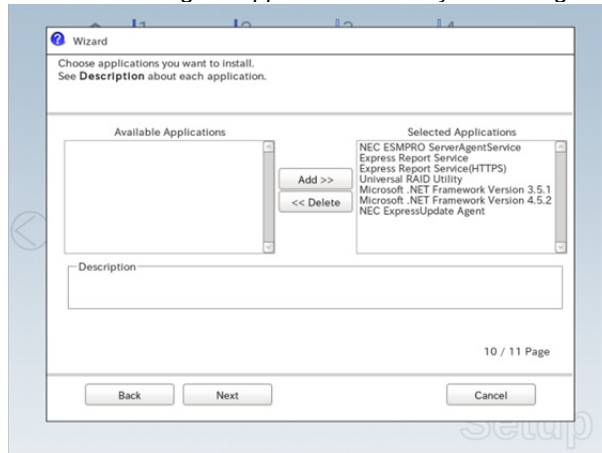 Wizard
Choose applications you want to install.
See Description about each application.
Available Applications
Selected Applications
NEC ESMPRO ServerAgentService
Express Report Service
Express Report Service(HTTPS)
Universal RAID Utility
Microsoft .NET Framework Version 3.5.1
Microsoft .NET Framework Version 4.5.2
NEC ExpressUpdate Agent
Add >>
<< Delete
Description
10 / 11 Page
Back
Next
Cancel
Setup